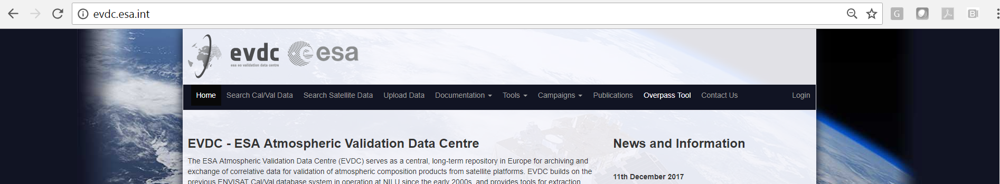 evdc.esa.int
evdc esa
esa eo validation data centre
Home Search Cal/Val Data Search Satellite Data Upload Data Documentation Tools Campaigns Publications Overpass Tool Contact Us Login
EVDC - ESA Atmospheric Validation Data Centre
The ESA Atmospheric Validation Data Centre (EVDC) serves as a central, long-term repository in Europe for archiving and
exchange of correlative data for validation of atmospheric composition products from satellite platforms. EVDC builds on the
previous ENVISAT Cal/Val database system in operation at NILU since the early 2000s, and provides tools for extraction,
News and Information
11th December 2017